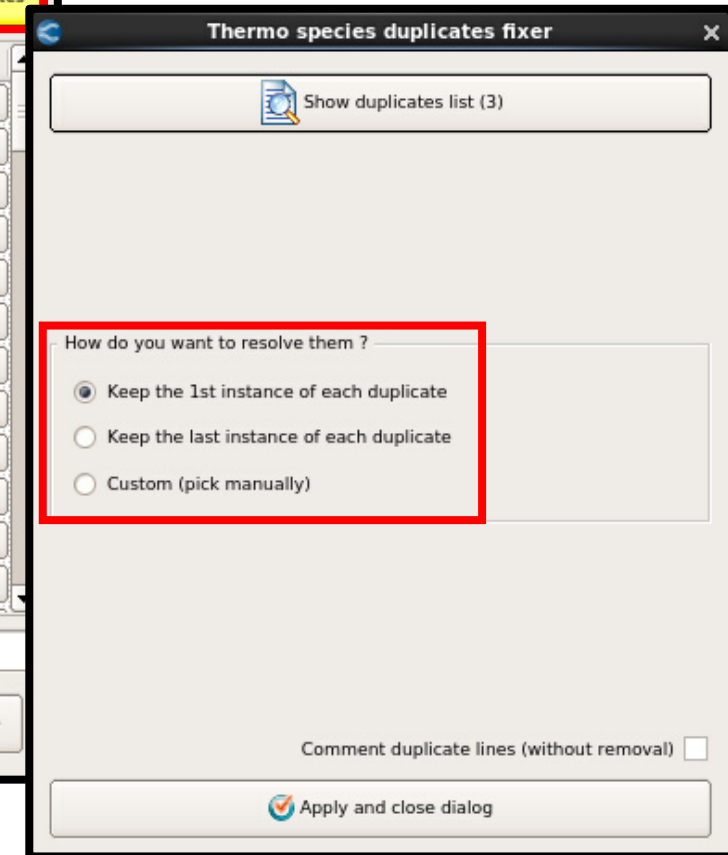 Thermo species duplicates fixer
Show duplicates list (3)
How do you want to resolve them ?
Keep the 1st instance of each duplicate
Keep the last instance of each duplicate
Custom (pick manually)
Comment duplicate lines (without removal)
Apply and close dialog